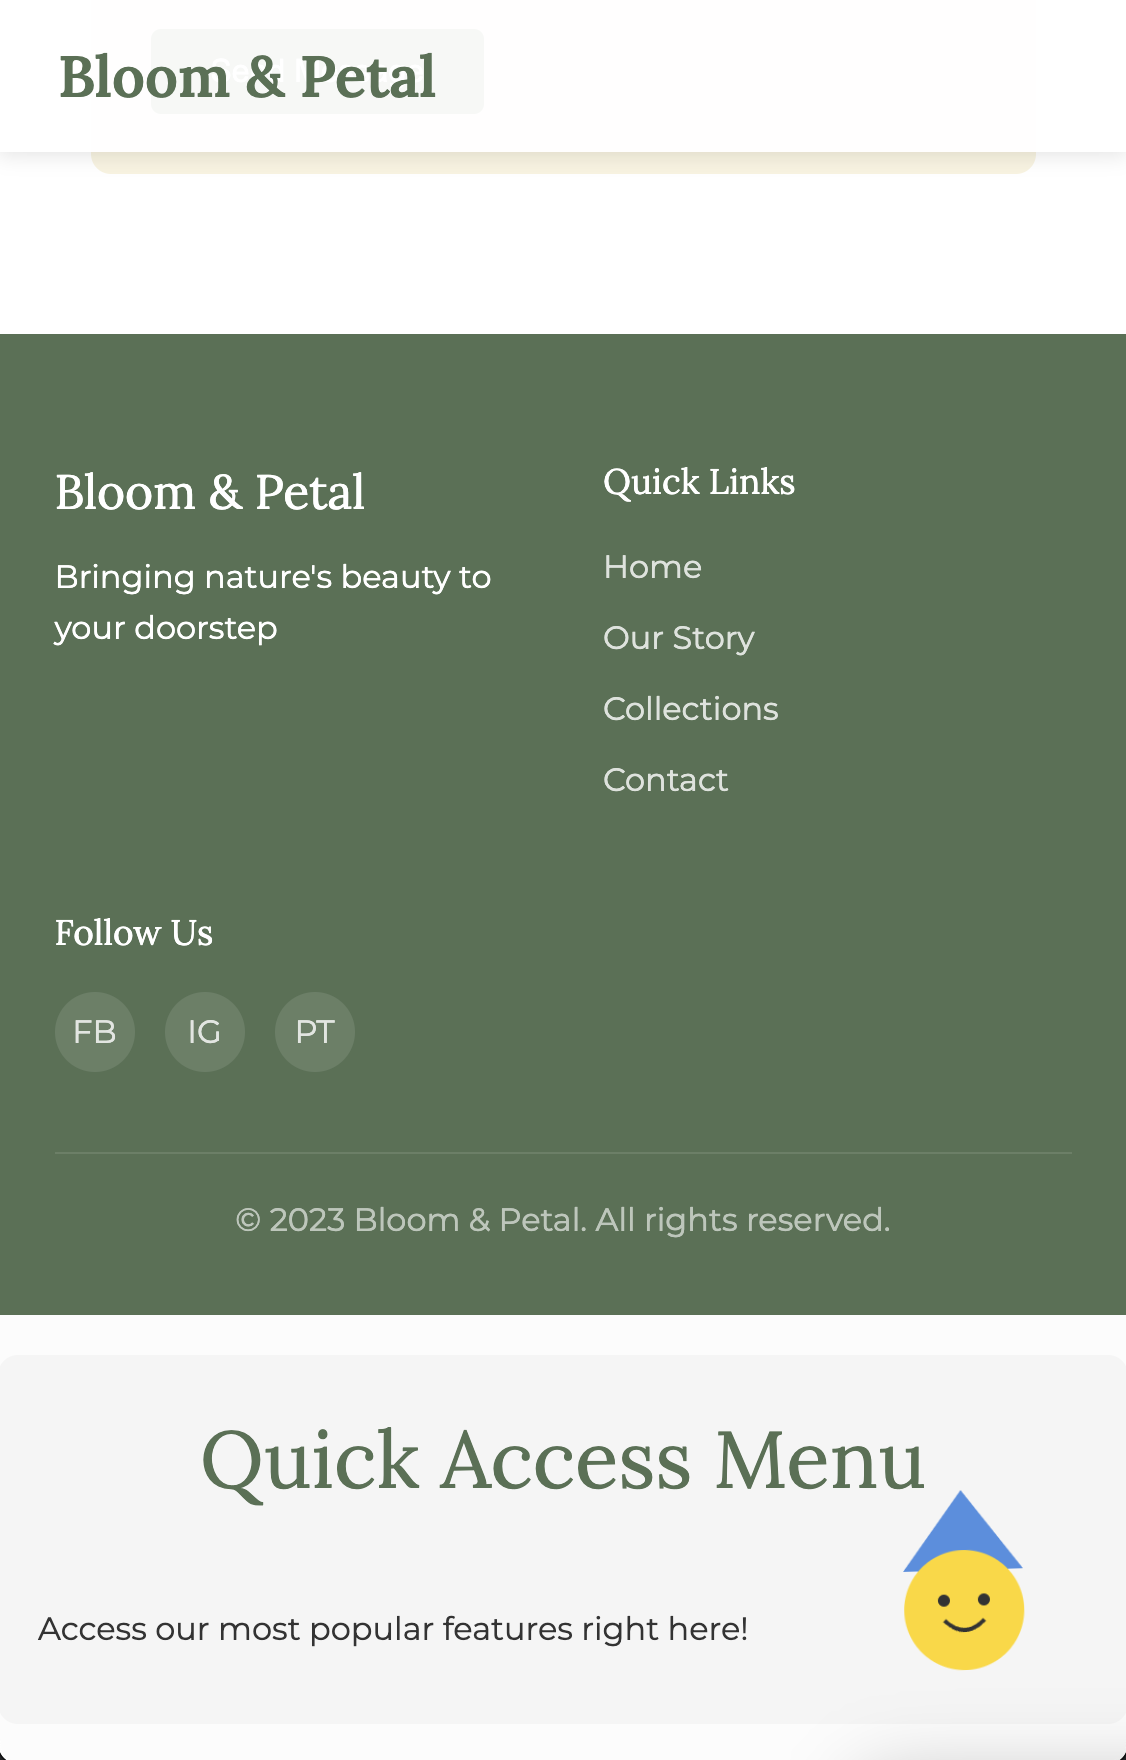 Bloom & Petal
Bloom & Petal
Bringing nature's beauty to
your doorstep
Quick Links
Home
Our Story
Collections
Contact
Follow Us
FB IG PT
© 2023 Bloom & Petal. All rights reserved.
Quick Access Menu
Access our most popular features right here!